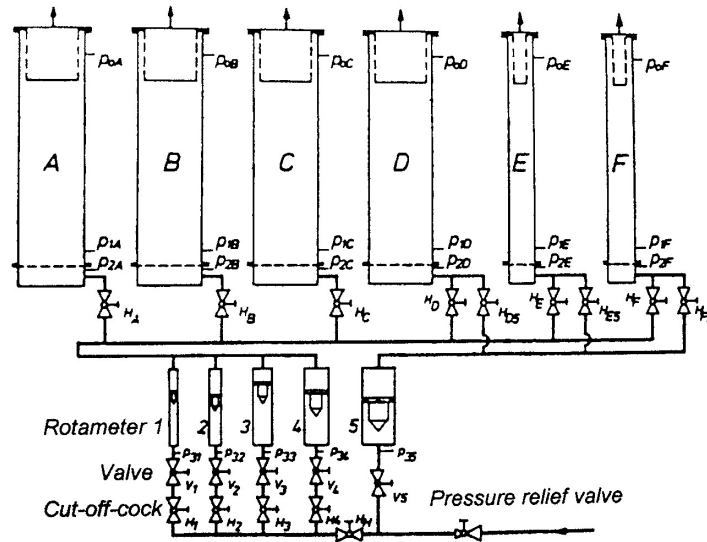 P0A P0B P0C P0D P0E P0F
A B C D E F
P1A P1B P1C P1D P1E P1F
P2A P2B P2C P2D P2E P2F
HA HB HC HD HDS HE HES HF
Rotameter 1 2 3 4 5
P31 P32 P33 P34 P35
Valve V1 V2 V3 V4 V5
Pressure relief valve
Cut-off-cock H1 H2 H3 H4 HH